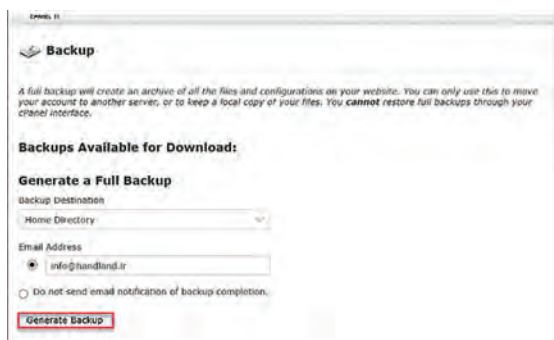 CPANEL 11
Backup
A full backup will create an archive of all the files and configurations on your website. You can only use this to move
your account to another server, or to keep a local copy of your files. You cannot restore full backups through your
cPanel interface.
Backups Available for Download:
Generate a Full Backup
Backup Destination
Home Directory
Email Address
info@handland.ir
Do not send email notification of backup completion.
Generate Backup